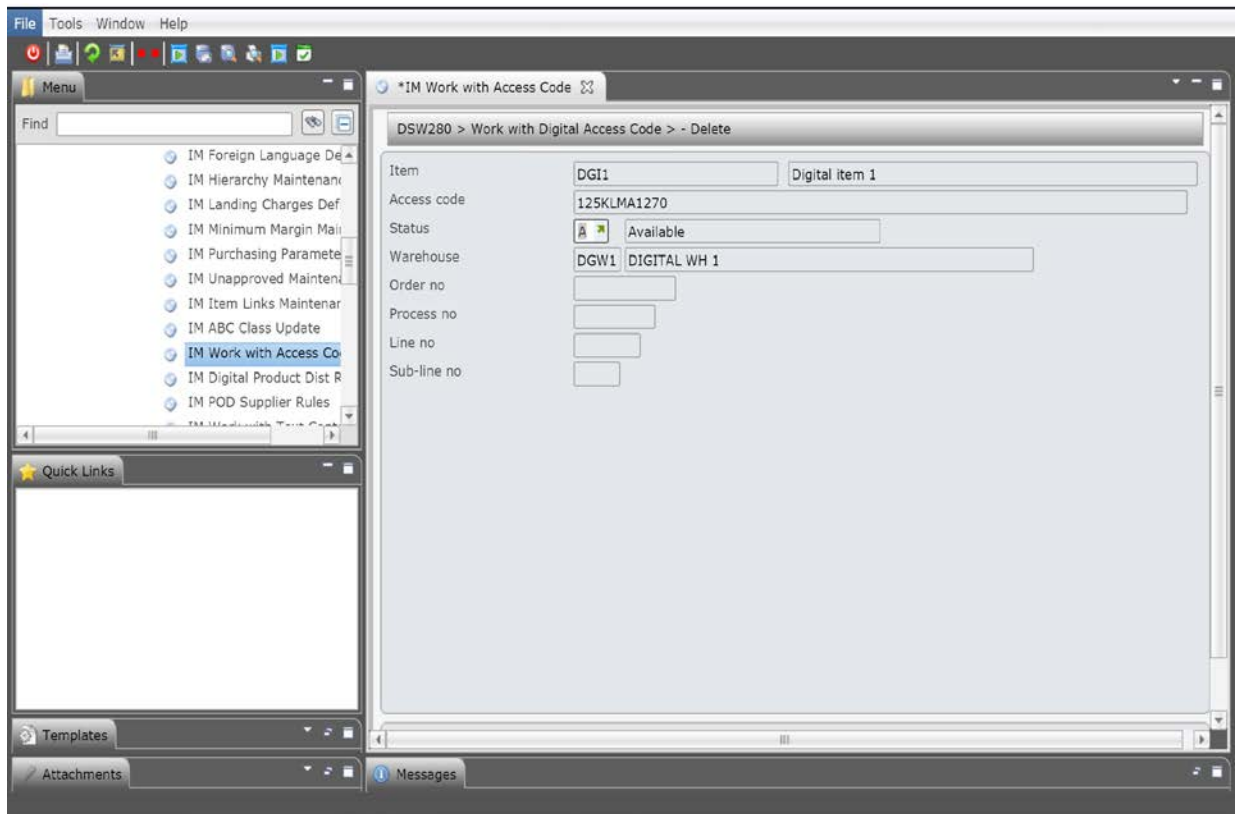 File Tools Window Help
Menu
Find
IM Foreign Language De
IM Hierarchy Maintenanc
IM Landing Charges Def
IM Minimum Margin Mai
IM Purchasing Paramete
IM Unapproved Maintena
IM Item Links Maintenar
IM ABC Class Update
IM Work with Access Co
IM Digital Product Dist R
IM POD Supplier Rules
Quick Links
Templates
Attachments
*IM Work with Access Code
DSW280 > Work with Digital Access Code > - Delete
Item DGI1 Digital item 1
Access code 125KLMA1270
Status A Available
Warehouse DGW1 DIGITAL WH 1
Order no
Process no
Line no
Sub-line no
Messages